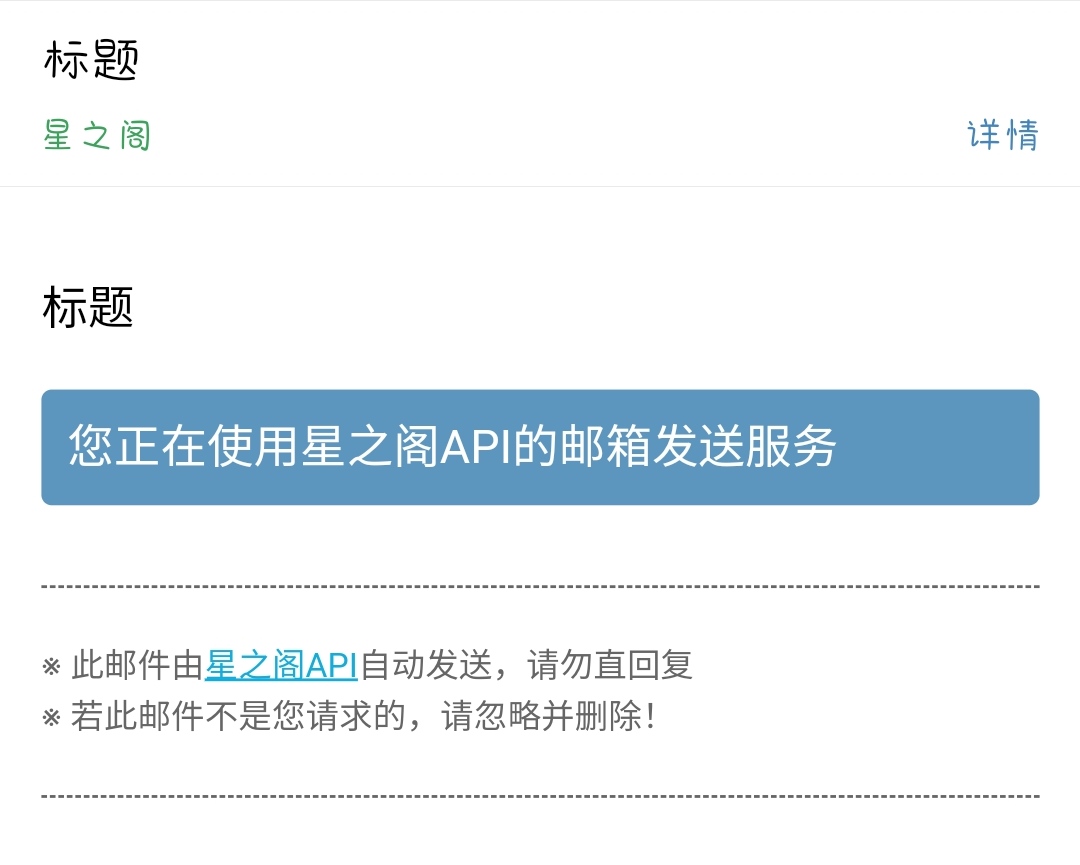 标题
星之阁
详情
标题
您正在使用星之阁API的邮箱发送服务
※ 此邮件由星之阁API自动发送，请勿直回复
※ 若此邮件不是您请求的，请忽略并删除！